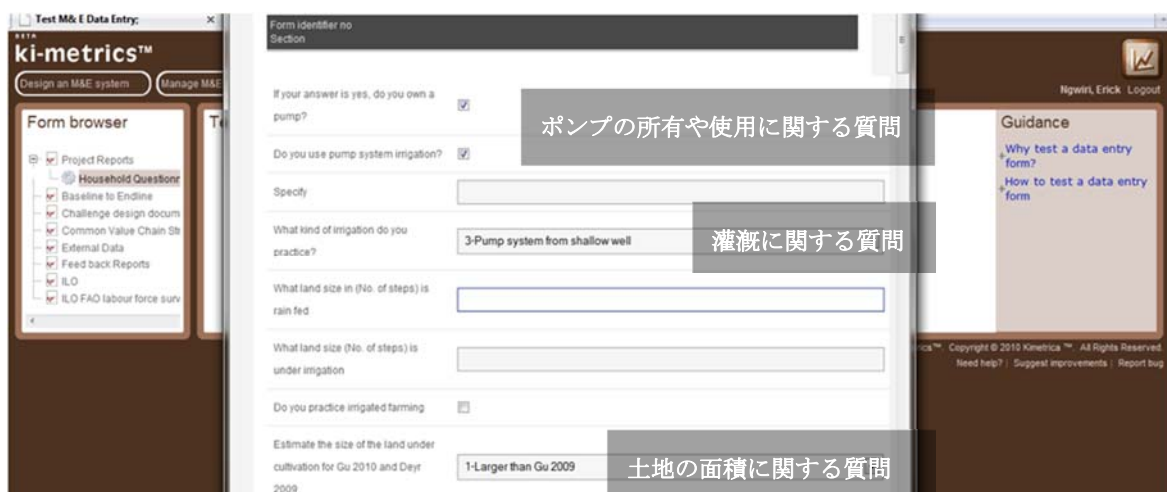 Test M& E Data Entry;
BETA
ki-metrics™
Design an M&E system
Manage M&E
Ngwiri, Erick Logout
Form browser
Project Reports
Household Questionr
Baseline to Endline
Challenge design docum
Common Value Chain Str
External Data
Feed back Reports
ILO
ILO FAO labour force surv
Te
Form identifier no
Section
If your answer is yes, do you own a
pump?
ポンプの所有や使用に関する質問
Do you use pump system irrigation?
Specify
What kind of irrigation do you
practice?
3-Pump system from shallow well
灌漑に関する質問
What land size in (No. of steps) is
rain fed
What land size (No. of steps) is
under irrigation
Do you practice irrigated farming
Estimate the size of the land under
cultivation for Gu 2010 and Deyr
2009
1-Larger than Gu 2009
土地の面積に関する質問
Guidance
Why test a data entry
form?
How to test a data entry
form
rics™. Copyright © 2010 Kimetrica ™. All Rights Reserved.
Need help? | Suggest improvements | Report bug